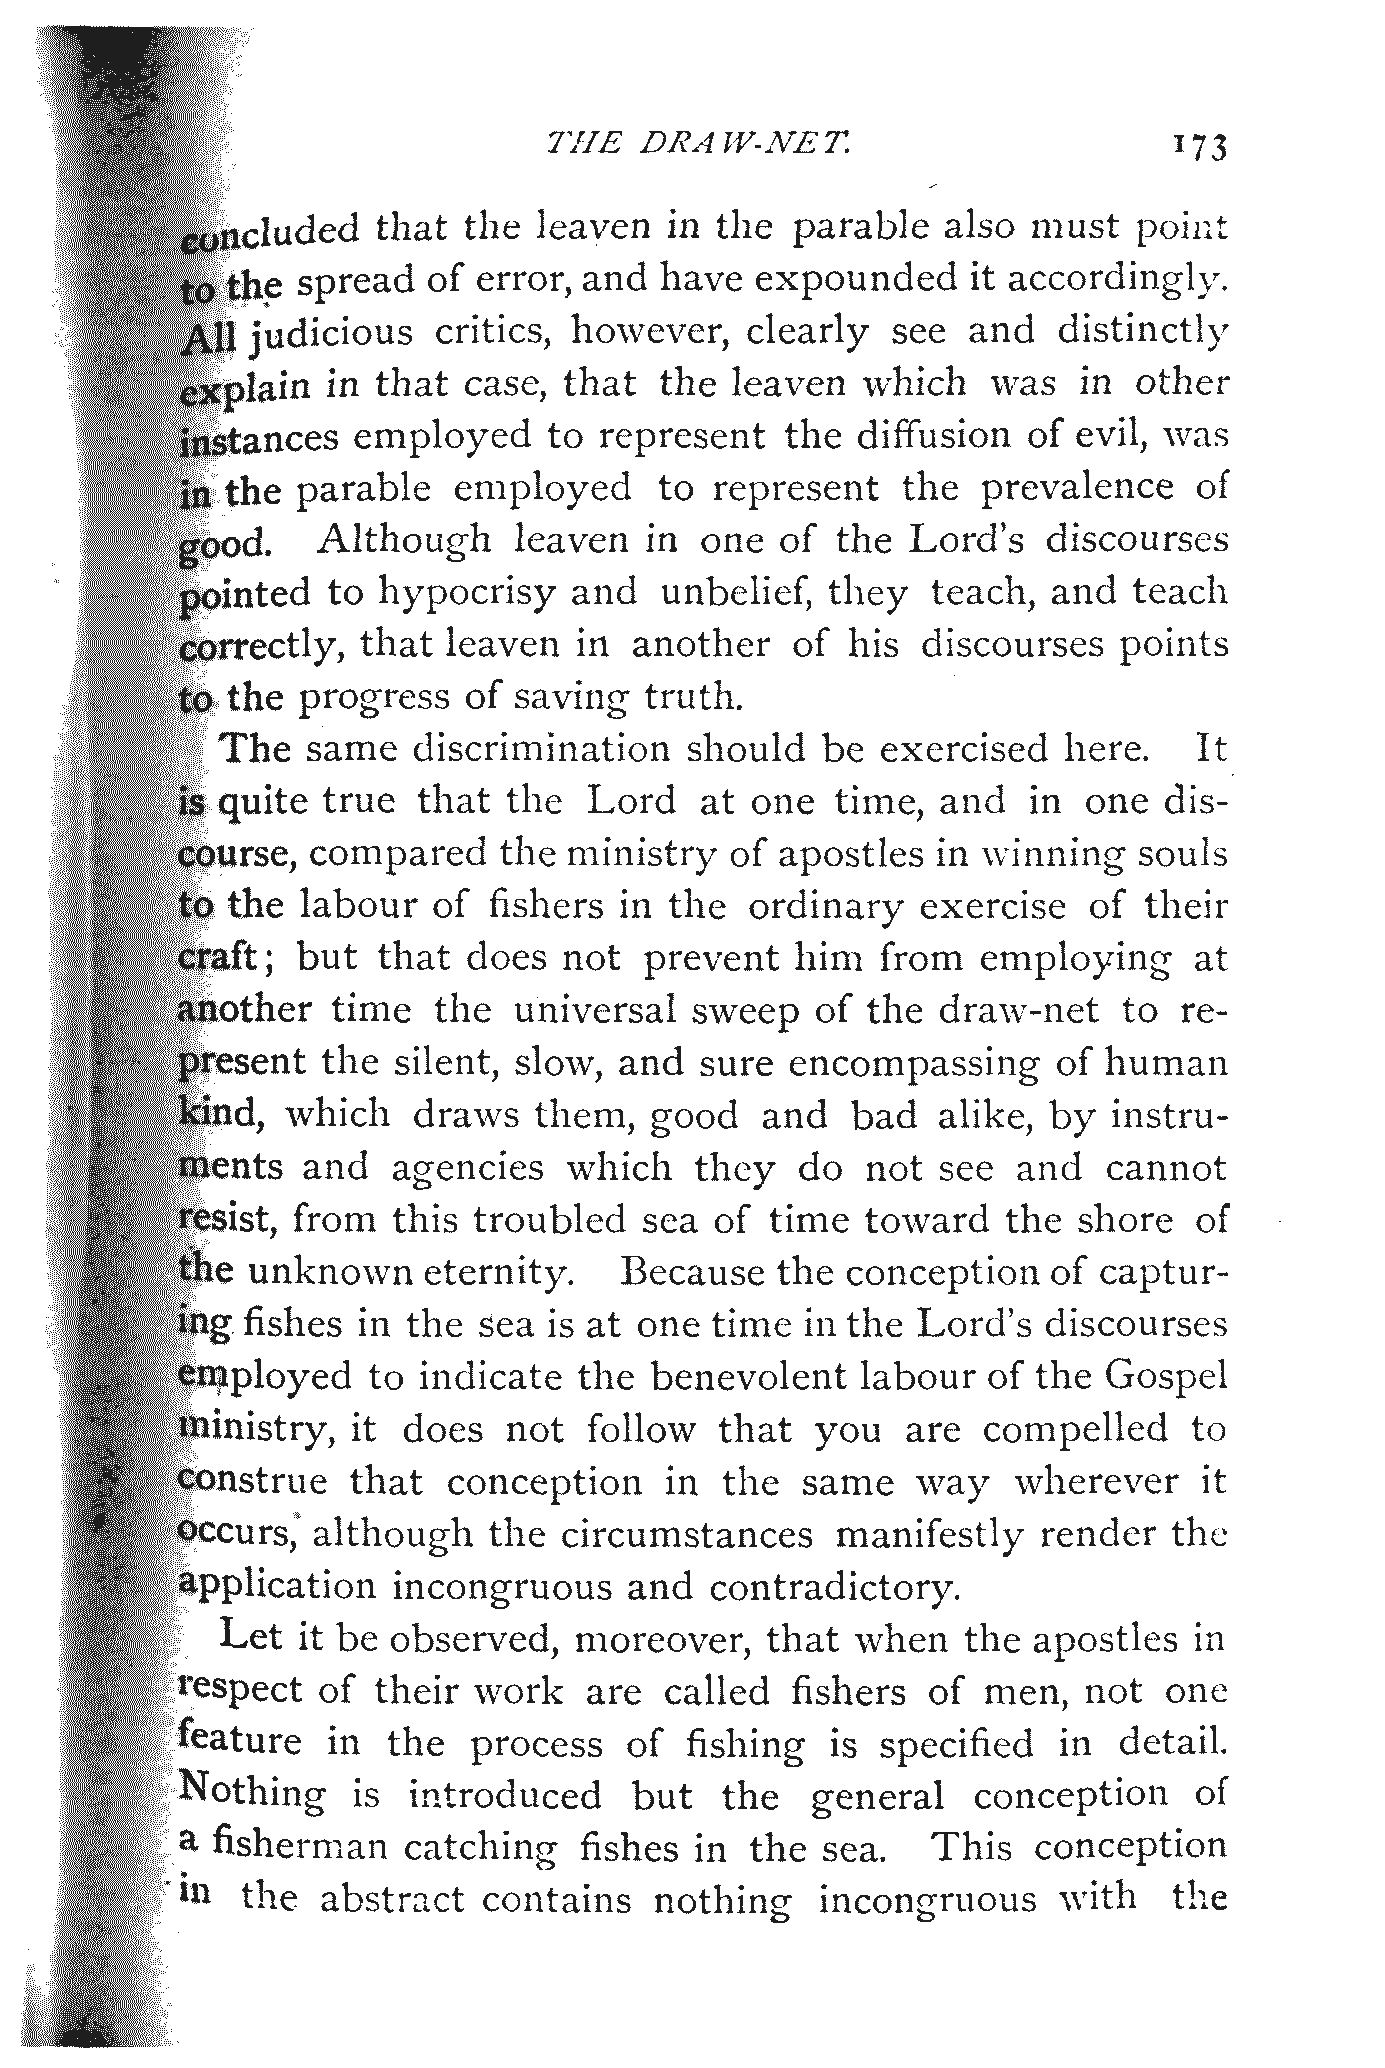 THE DRAW-NET. 173
concluded that the leaven in the parable also must point
to the spread of error, and have expounded it accordingly.
All judicious critics, however, clearly see and distinctly
explain in that case, that the leaven which was in other
instances employed to represent the diffusion of evil, was
in the parable employed to represent the prevalence of
good. Although leaven in one of the Lord's discourses
pointed to hypocrisy and unbelief, they teach, and teach
correctly, that leaven in another of his discourses points
to the progress of saving truth.
The same discrimination should be exercised here. It
is quite true that the Lord at one time, and in one dis-
course, compared the ministry of apostles in winning souls
to the labour of fishers in the ordinary exercise of their
craft; but that does not prevent him from employing at
another time the universal sweep of the draw-net to re-
present the silent, slow, and sure encompassing of human
kind, which draws them, good and bad alike, by instru-
ments and agencies which they do not see and cannot
resist, from this troubled sea of time toward the shore of
the unknown eternity. Because the conception of captur-
ing fishes in the sea is at one time in the Lord's discourses
employed to indicate the benevolent labour of the Gospel
ministry, it does not follow that you are compelled to
construe that conception in the same way wherever it
occurs, although the circumstances manifestly render the
application incongruous and contradictory.
Let it be observed, moreover, that when the apostles in
respect of their work are called fishers of men, not one
feature in the process of fishing is specified in detail.
Nothing is introduced but the general conception of
a fisherman catching fishes in the sea. This conception
in the abstract contains nothing incongruous with the